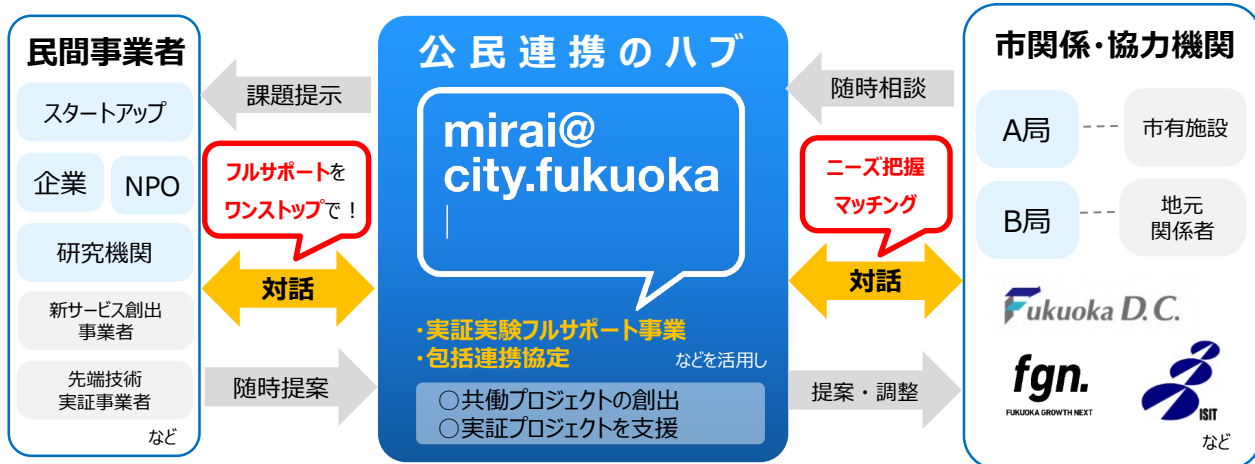 民間事業者
スタートアップ
企業
NPO
研究機関
新サービス創出
事業者
先端技術
実証事業者
など
課題提示
フルサポートを
ワンストップで！
対話
随時提案
公民連携のハブ
mirai@
city.fukuoka
・実証実験フルサポート事業
・包括連携協定
などを活用し
○共働プロジェクトの創出
○実証プロジェクトを支援
随時相談
ニーズ把握
マッチング
対話
提案・調整
市関係・協力機関
A局
市有施設
B局
地元
関係者
Fukuoka D.C.
fgn.
FUKUOKA GROWTH NEXT
ISIT
など